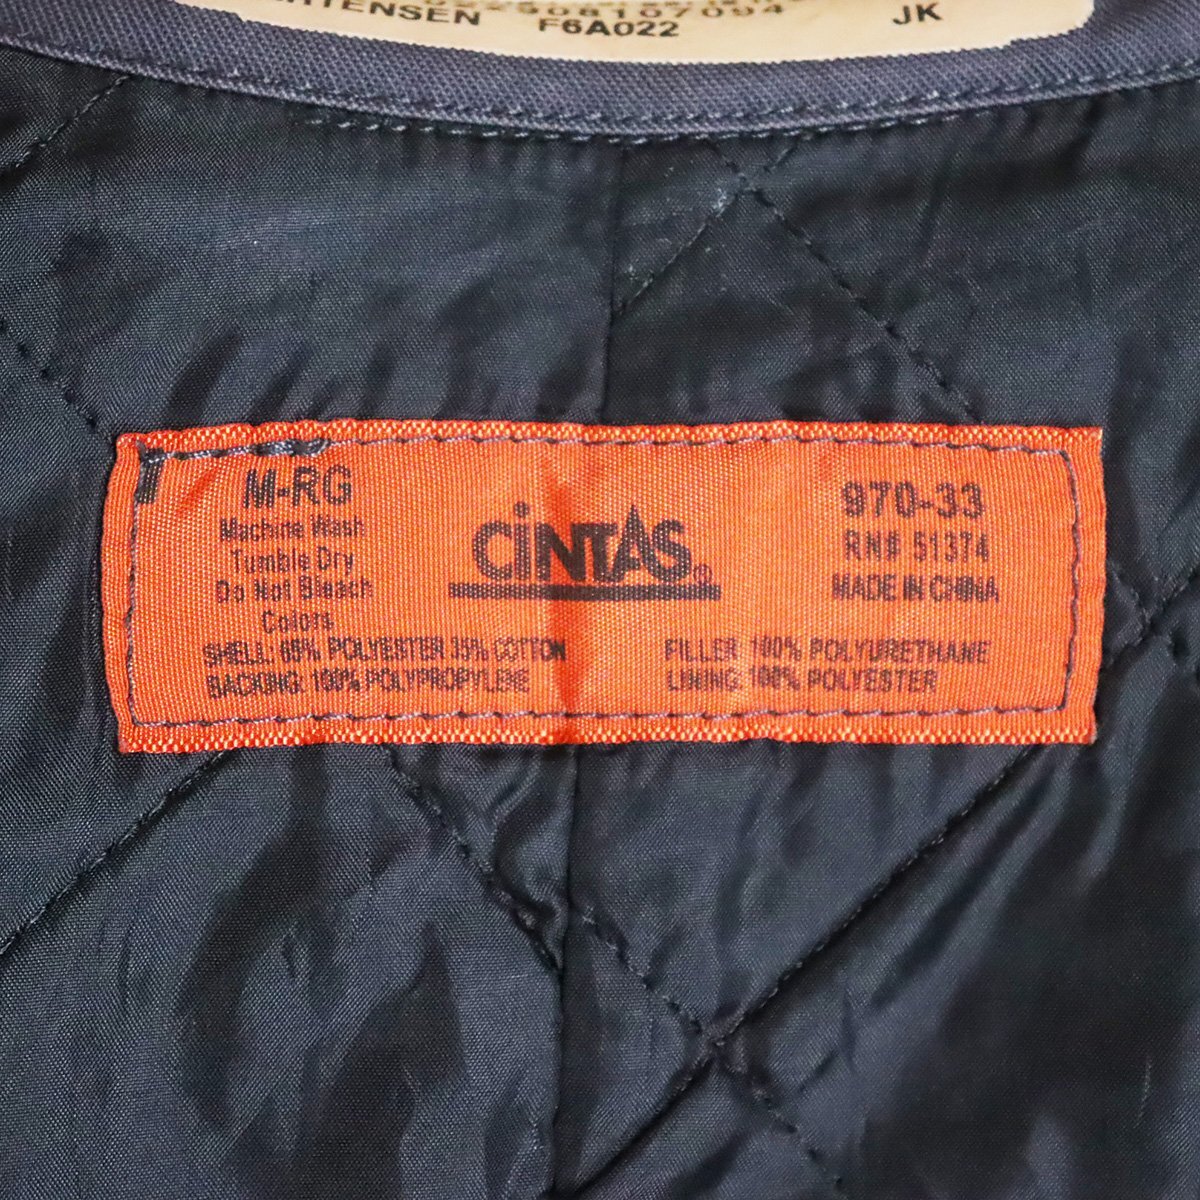 F6A022 JK
M-RG
Machine Wash
Tumble Dry
Do Not Bleach
Colors
CiNTAS®
970-33
RN# 51374
MADE IN CHINA
SHELL: 65% POLYESTER 35% COTTON
BACKING: 100% POLYPROPYLENE
FILLER: 100% POLYURETHANE
LINING: 100% POLYESTER